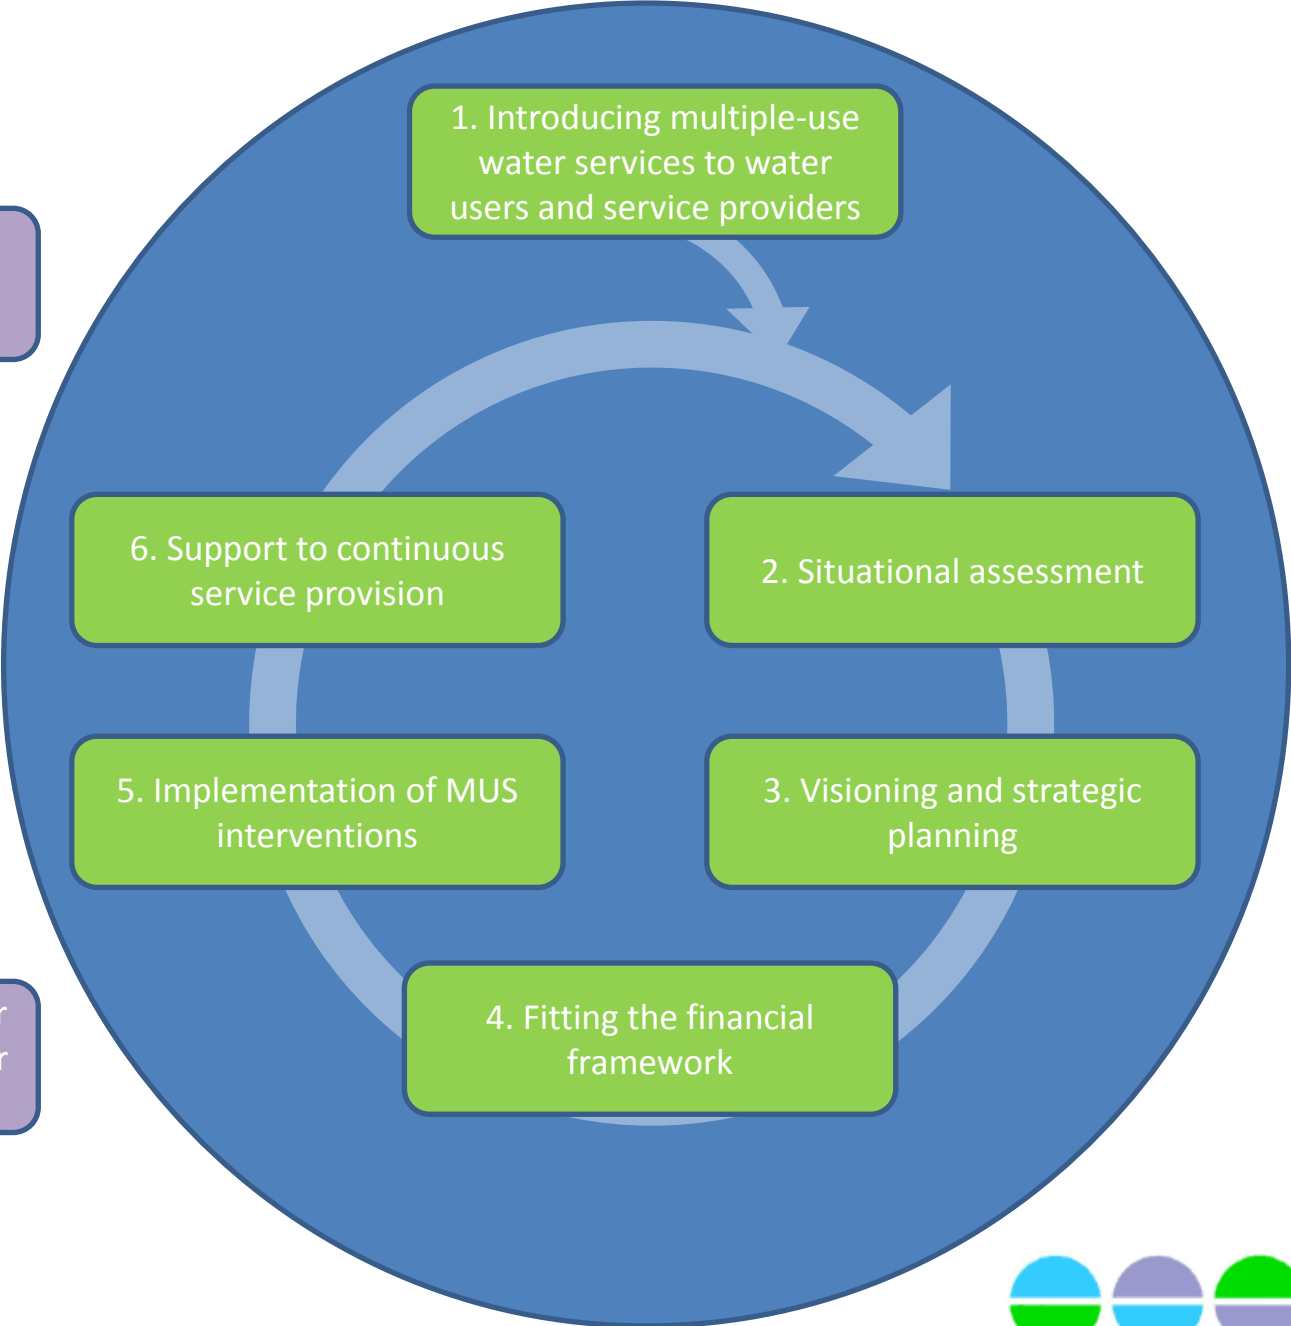 1. Introducing multiple-use
water services to water
users and service providers
6. Support to continuous
service provision
2. Situational assessment
5. Implementation of MUS
interventions
3. Visioning and strategic
planning
4. Fitting the financial
framework